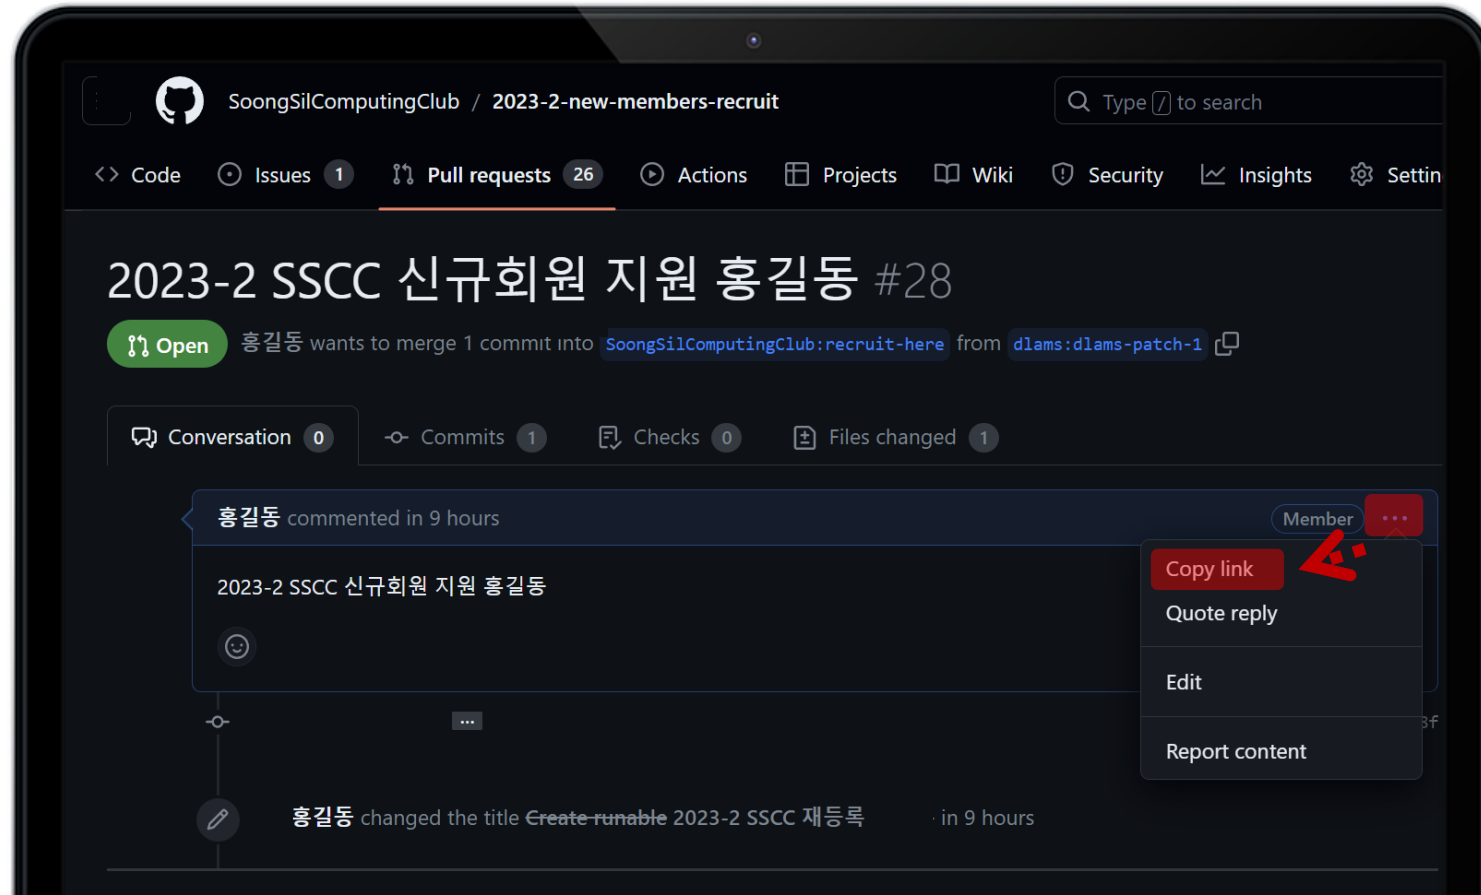 SoongSilComputingClub / 2023-2-new-members-recruit
Type / to search
Code Issues 1 Pull requests 26 Actions Projects Wiki Security Insights Settin
2023-2 SSCC 신규회원 지원 홍길동 #28
Open 홍길동 wants to merge 1 commit into SoongSilComputingClub:recruit-here from dlams:dlams-patch-1
Conversation 0 Commits 1 Checks 0 Files changed 1
홍길동 commented in 9 hours Member ...
Copy link
2023-2 SSCC 신규회원 지원 홍길동
Quote reply
Edit
... 8f
Report content
홍길동 changed the title Create runable 2023-2 SSCC 재등록 · in 9 hours